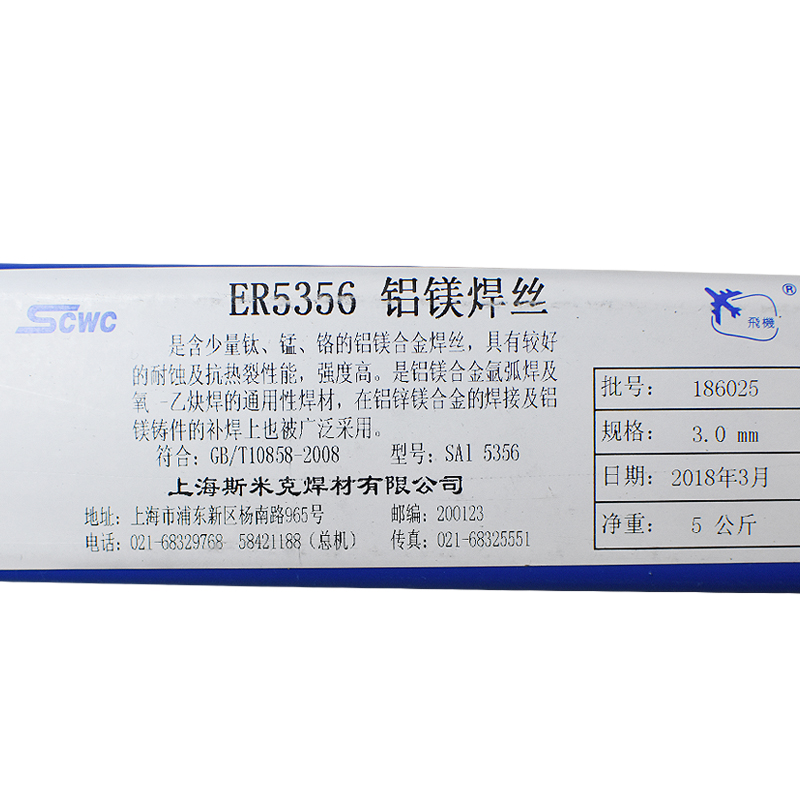 ER5356 铝镁焊丝
SCWC
®
飛機
是含少量钛、锰、铬的铝镁合金焊丝，具有较好
的耐蚀及抗热裂性能，强度高。是铝镁合金氩弧焊及
氧-乙炔焊的通用性焊材，在铝锌镁合金的焊接及铝
镁铸件的补焊上也被广泛采用。
符合：GB/T10858-2008 型号：SAl 5356
上海斯米克焊材有限公司
地址：上海市浦东新区杨南路965号 邮编：200123
电话：021-68329768 58421188（总机） 传真：021-68325551
批号： 186025
规格： 3.0 mm
日期： 2018年3月
净重： 5 公斤